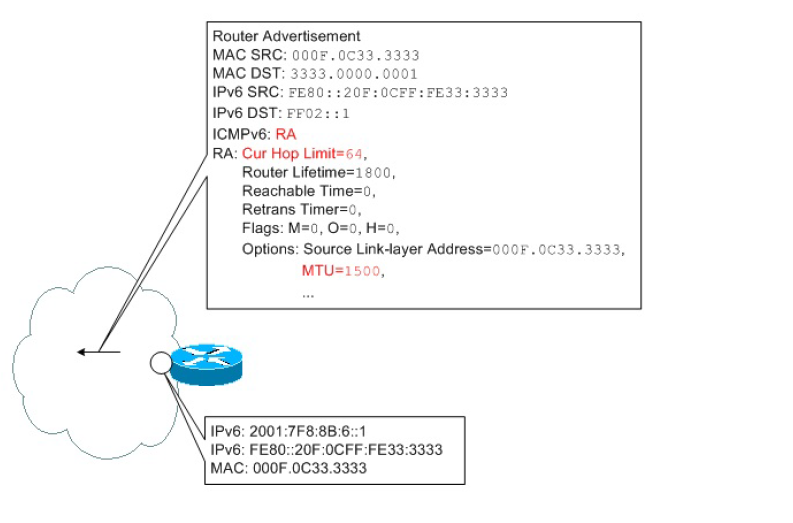 Router Advertisement
MAC SRC: 000F.0C33.3333
MAC DST: 3333.0000.0001
IPv6 SRC: FE80::20F:0CFF:FE33:3333
IPv6 DST: FF02::1
ICMPv6: RA
RA: Cur Hop Limit=64,
Router Lifetime=1800,
Reachable Time=0,
Retrans Timer=0,
Flags: M=0, O=0, H=0,
Options: Source Link-layer Address=000F.0C33.3333,
MTU=1500,
...
IPv6: 2001:7F8:8B:6::1
IPv6: FE80::20F:0CFF:FE33:3333
MAC: 000F.0C33.3333